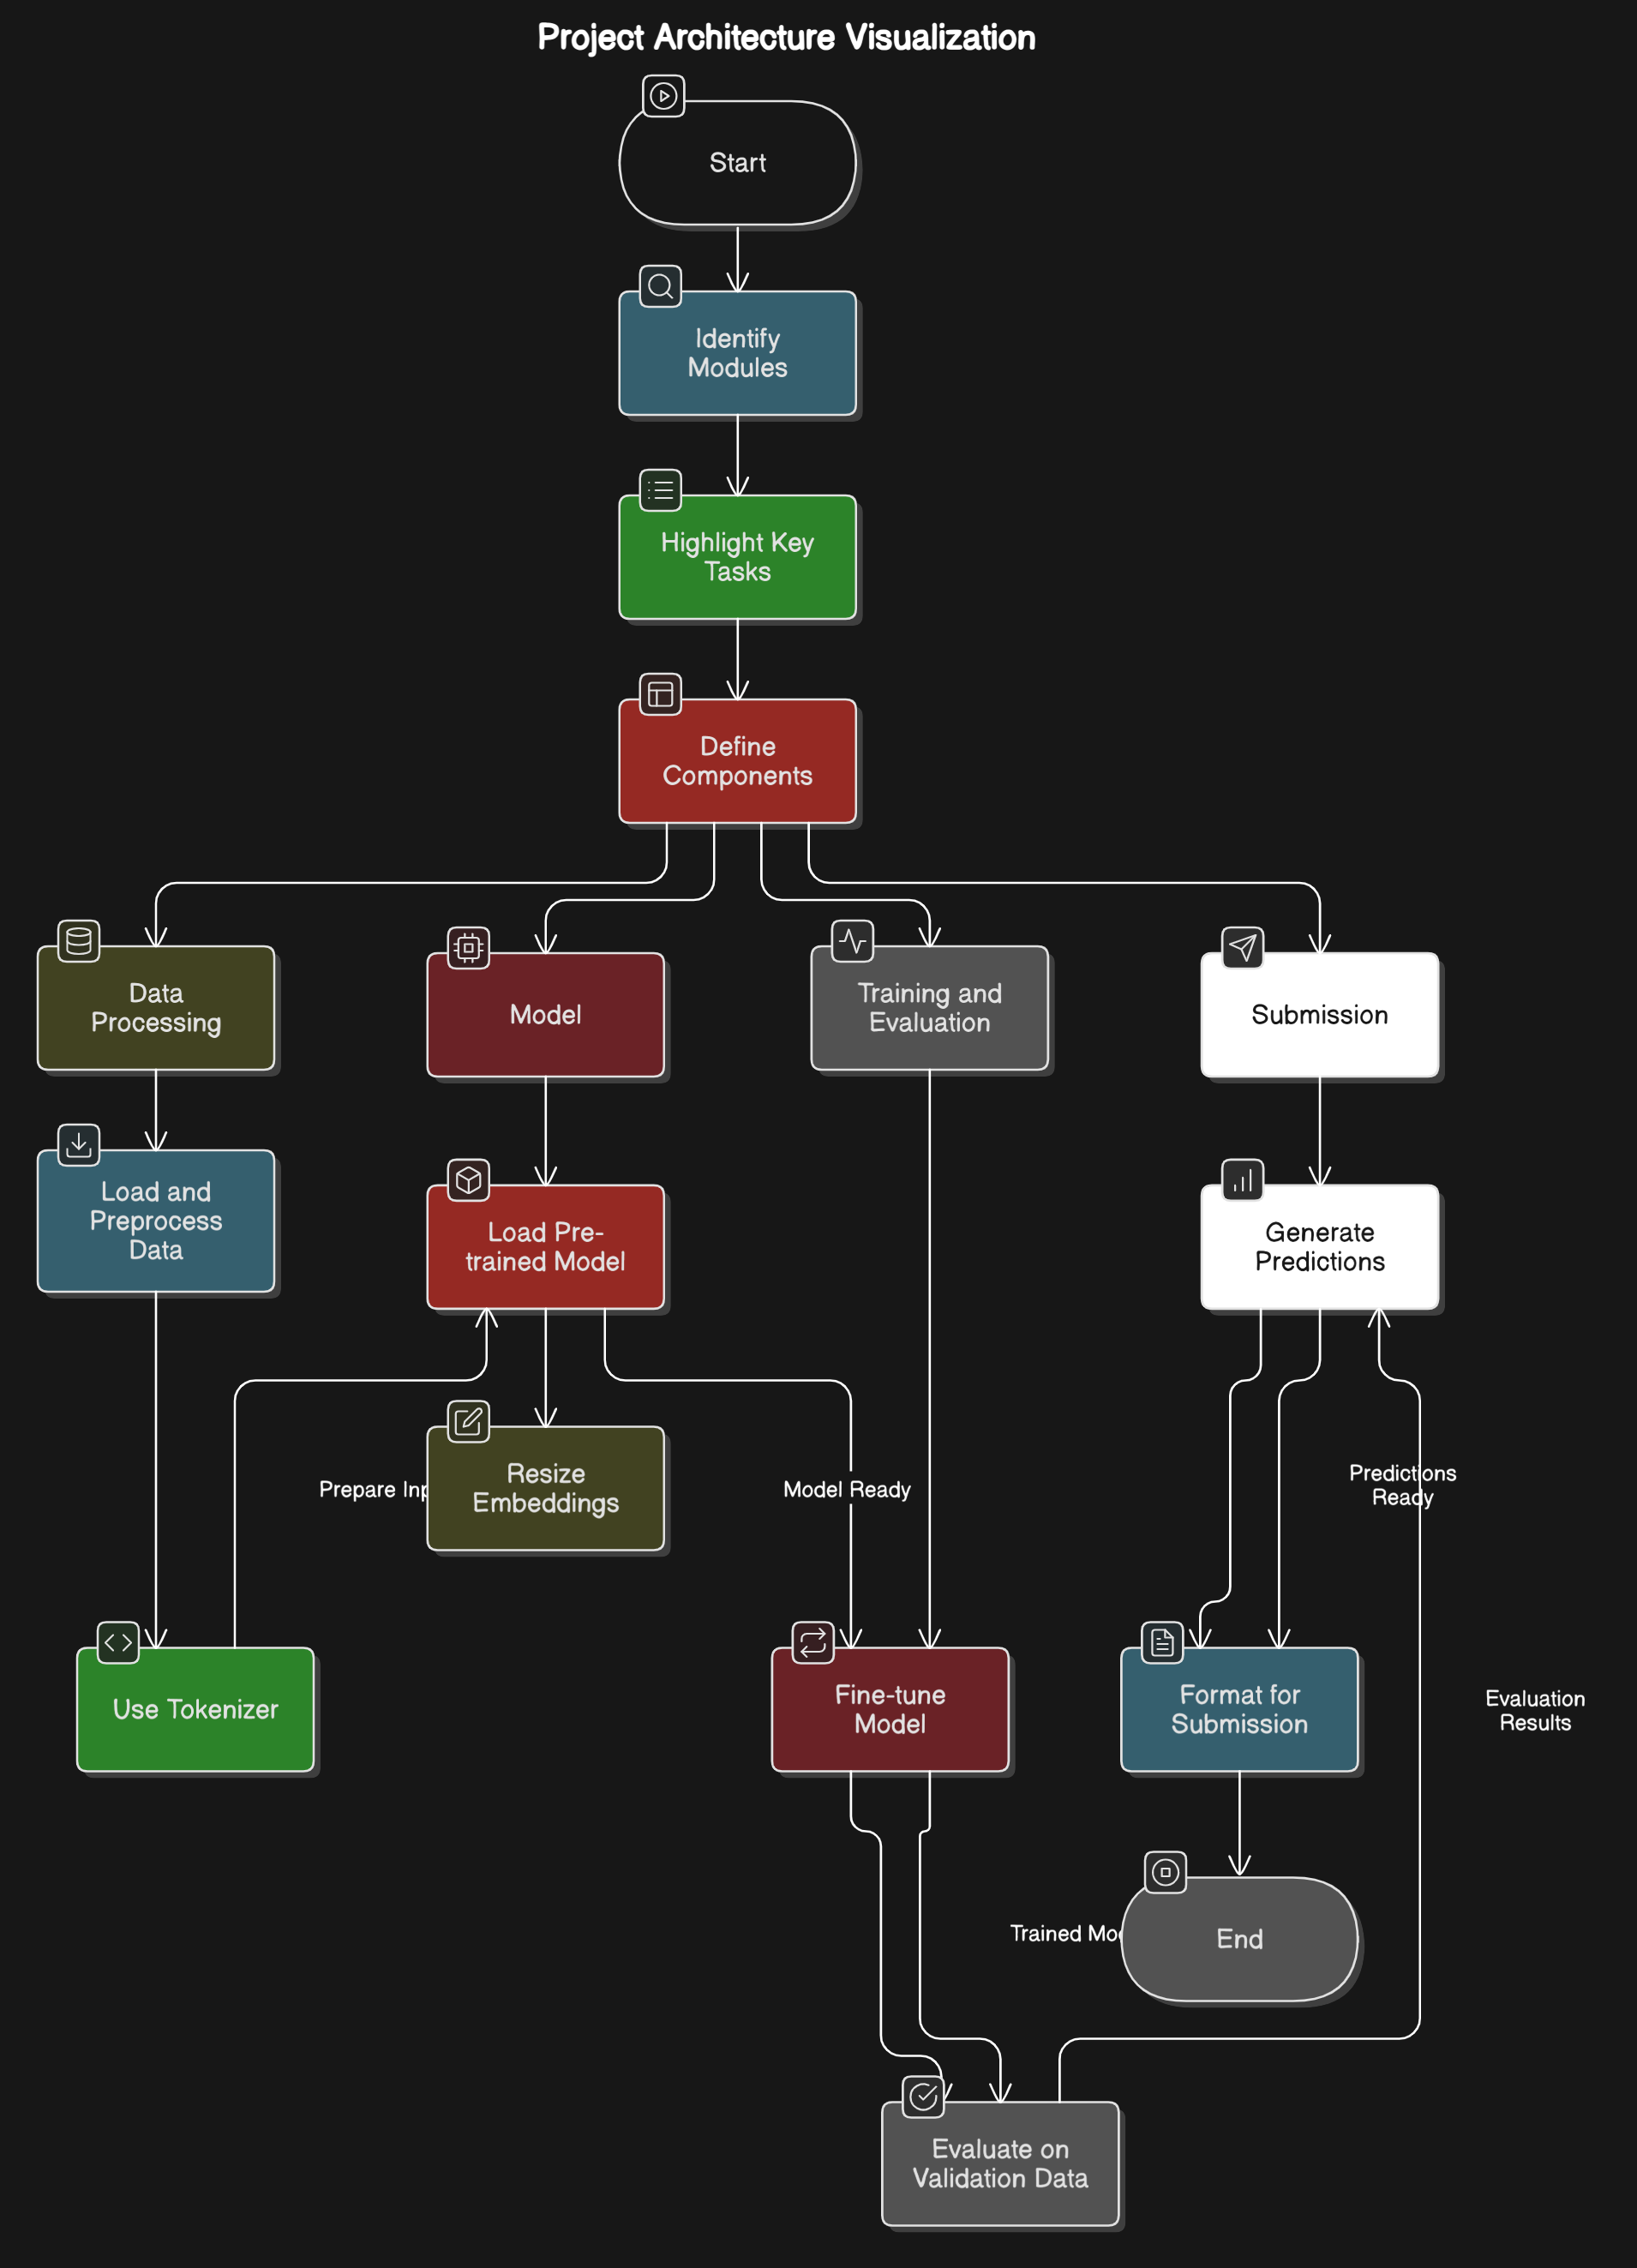 Project Architecture Visualization
Start
Identify
Modules
Highlight Key
Tasks
Define
Components
Data
Processing
Model
Training and
Evaluation
Submission
Load and
Preprocess
Data
Load Pre-
trained Model
Generate
Predictions
Prepare
Resize
Embeddings
Model Ready
Predictions
Ready
Use Tokenizer
Fine-tune
Model
Format for
Submission
Evaluation
Results
Trained
End
Evaluate on
Validation Data